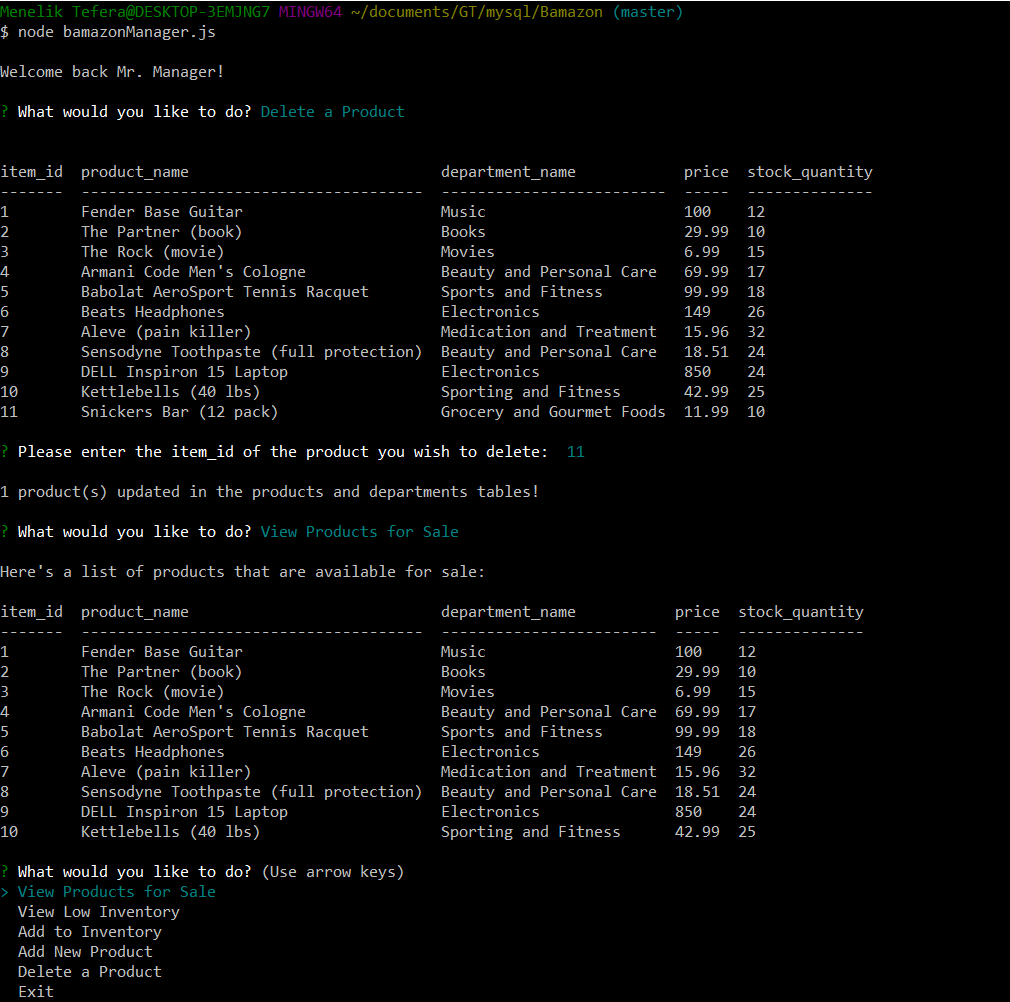 Menelik Tefera@DESKTOP-3EMJNG7 MINGW64 ~/documents/GT/mysql/Bamazon (master)
$ node bamazonManager.js
Welcome back Mr. Manager!
? What would you like to do? Delete a Product
item_id  product_name                            department_name           price  stock_quantity
-------  --------------------------------------  -------------------------  -----  --------------
1        Fender Base Guitar                      Music                      100    12
2        The Partner (book)                      Books                      29.99  10
3        The Rock (movie)                        Movies                     6.99   15
4        Armani Code Men's Cologne               Beauty and Personal Care   69.99  17
5        Babolat AeroSport Tennis Racquet        Sports and Fitness         99.99  18
6        Beats Headphones                        Electronics                149    26
7        Aleve (pain killer)                     Medication and Treatment   15.96  32
8        Sensodyne Toothpaste (full protection)  Beauty and Personal Care   18.51  24
9        DELL Inspiron 15 Laptop                 Electronics                850    24
10       Kettlebells (40 lbs)                    Sporting and Fitness       42.99  25
11       Snickers Bar (12 pack)                  Grocery and Gourmet Foods  11.99  10
? Please enter the item_id of the product you wish to delete:  11
1 product(s) updated in the products and departments tables!
? What would you like to do? View Products for Sale
Here's a list of products that are available for sale:
item_id  product_name                            department_name           price  stock_quantity
-------  --------------------------------------  ------------------------  -----  --------------
1        Fender Base Guitar                      Music                     100    12
2        The Partner (book)                      Books                     29.99  10
3        The Rock (movie)                        Movies                    6.99   15
4        Armani Code Men's Cologne               Beauty and Personal Care  69.99  17
5        Babolat AeroSport Tennis Racquet        Sports and Fitness        99.99  18
6        Beats Headphones                        Electronics               149    26
7        Aleve (pain killer)                     Medication and Treatment  15.96  32
8        Sensodyne Toothpaste (full protection)  Beauty and Personal Care  18.51  24
9        DELL Inspiron 15 Laptop                 Electronics               850    24
10       Kettlebells (40 lbs)                    Sporting and Fitness      42.99  25
? What would you like to do? (Use arrow keys)
> View Products for Sale
  View Low Inventory
  Add to Inventory
  Add New Product
  Delete a Product
  Exit